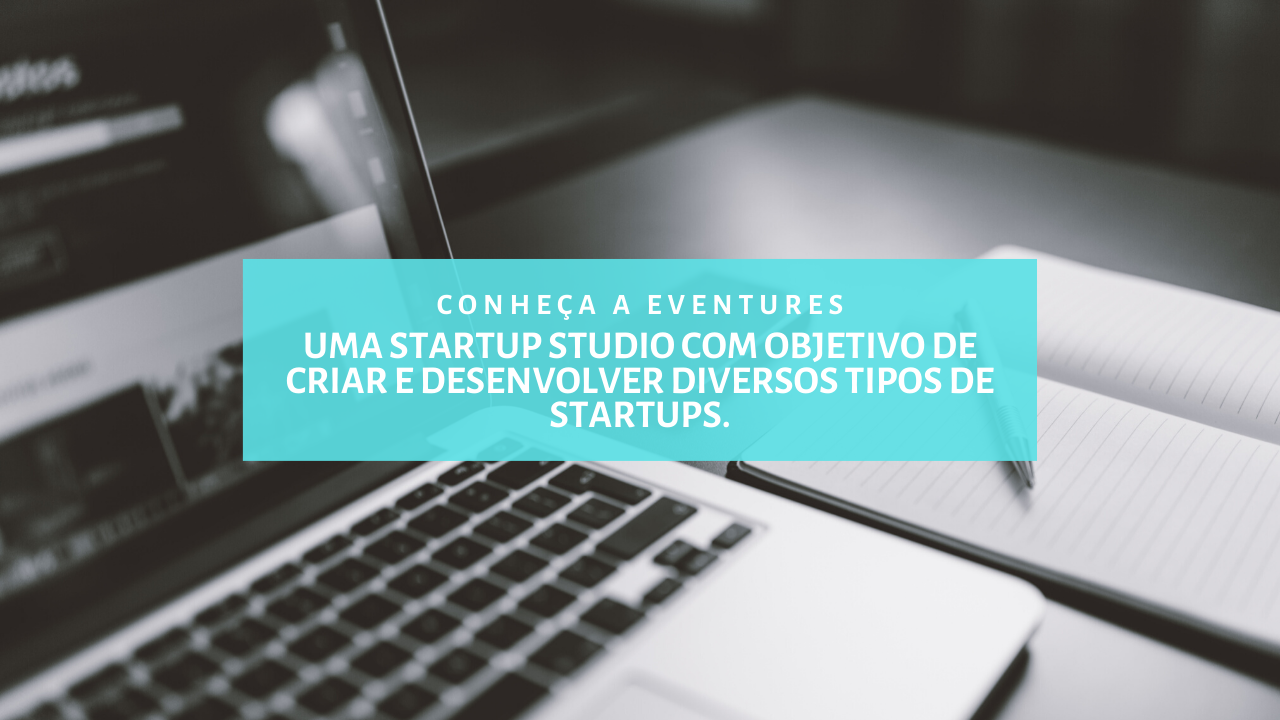 CONHEÇA A EVENTURES
UMA STARTUP STUDIO COM OBJETIVO DE
CRIAR E DESENVOLVER DIVERSOS TIPOS DE
STARTUPS.